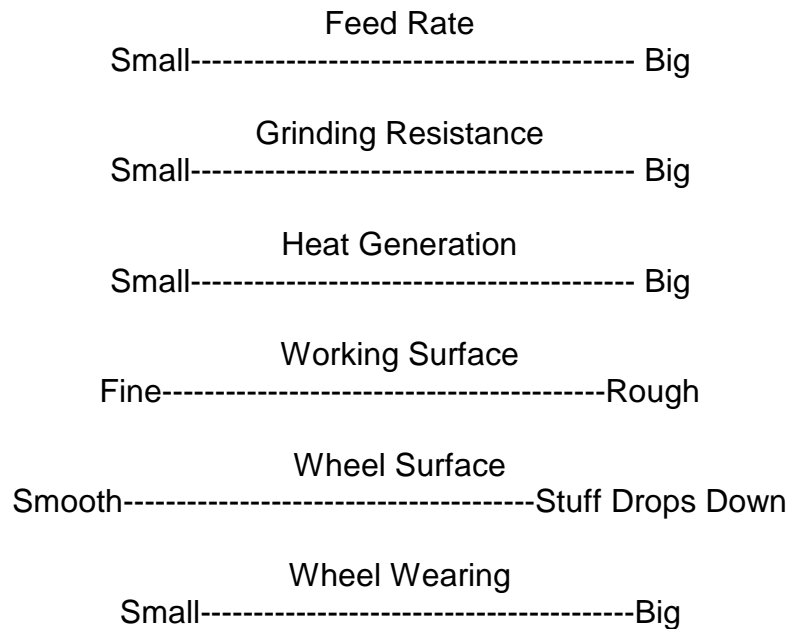 Feed Rate
Small------------------------------------------ Big
Grinding Resistance
Small------------------------------------------ Big
Heat Generation
Small------------------------------------------ Big
Working Surface
Fine------------------------------------------Rough
Wheel Surface
Smooth---------------------------------------Stuff Drops Down
Wheel Wearing
Small-----------------------------------------Big